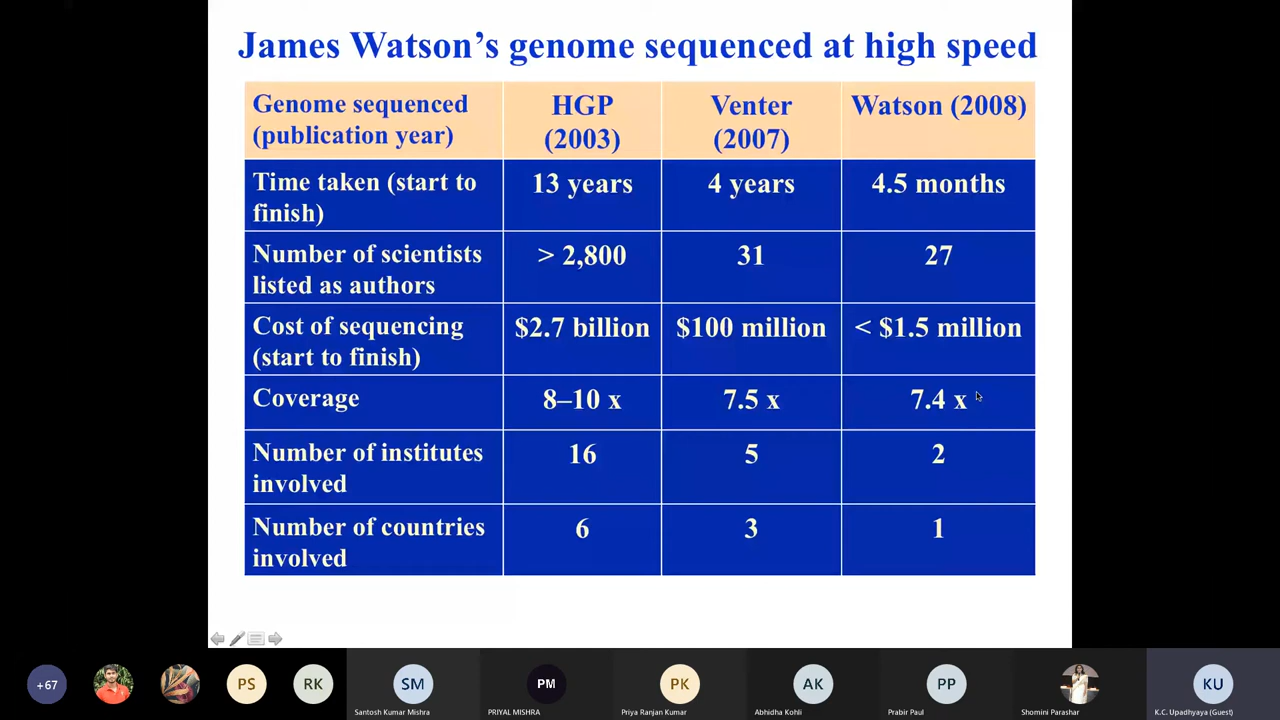 James Watson's genome sequenced at high speed
Genome sequenced
(publication year)
HGP
(2003)
Venter
(2007)
Watson (2008)
Time taken (start to
finish)
13 years
4 years
4.5 months
Number of scientists
listed as authors
> 2,800
31
27
Cost of sequencing
(start to finish)
$2.7 billion
$100 million
< $1.5 million
Coverage
8–10 x
7.5 x
7.4 x
Number of institutes
involved
16
5
2
Number of countries
involved
6
3
1
+67
PS
RK
SM
PM
PK
AK
PP
KU
Santosh Kumar Mishra
PRIYAL MISHRA
Priya Ranjan Kumar
Abhidha Kohli
Prabir Paul
Shomini Parashar
K.C. Upadhyaya (Guest)